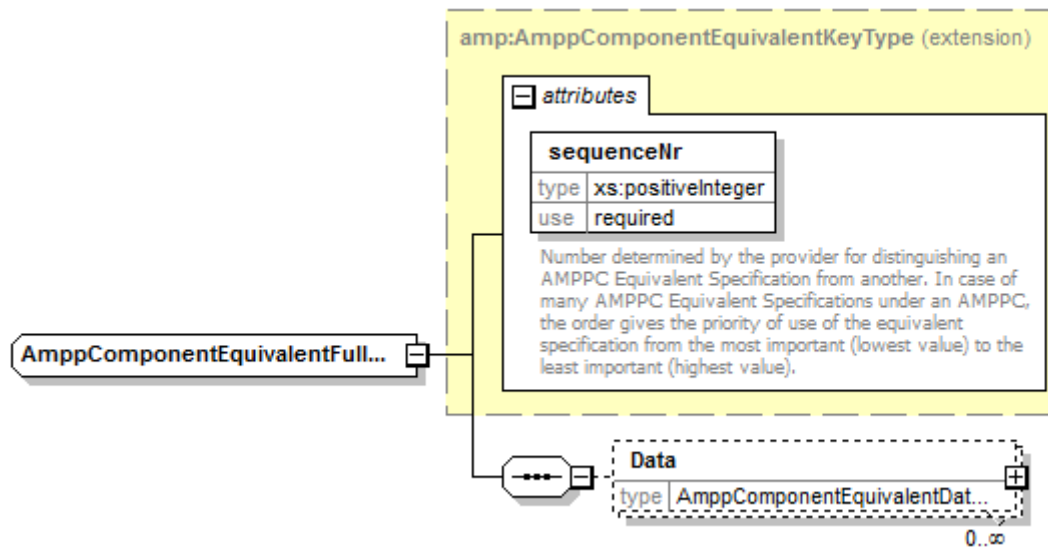 amp:AmppComponentEquivalentKeyType (extension)
attributes
sequenceNr
type xs:positiveInteger
use required
Number determined by the provider for distinguishing an
AMPPC Equivalent Specification from another. In case of
many AMPPC Equivalent Specifications under an AMPPC,
the order gives the priority of use of the equivalent
specification from the most important (lowest value) to the
least important (highest value).
AmppComponentEquivalentFull...
Data
type AmppComponentEquivalentDat...
0..∞